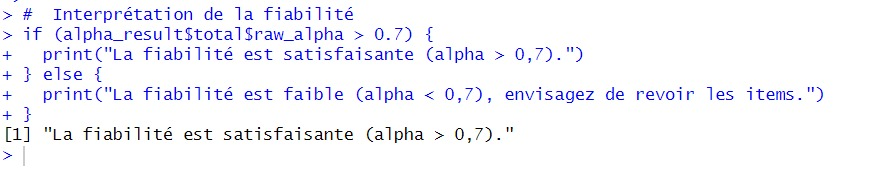 > #  Interprétation de la fiabilité
> if (alpha_result$total$raw_alpha > 0.7) {
+   print("La fiabilité est satisfaisante (alpha > 0,7).")
+ } else {
+   print("La fiabilité est faible (alpha < 0,7), envisagez de revoir les items.")
+ }
[1] "La fiabilité est satisfaisante (alpha > 0,7)."
>